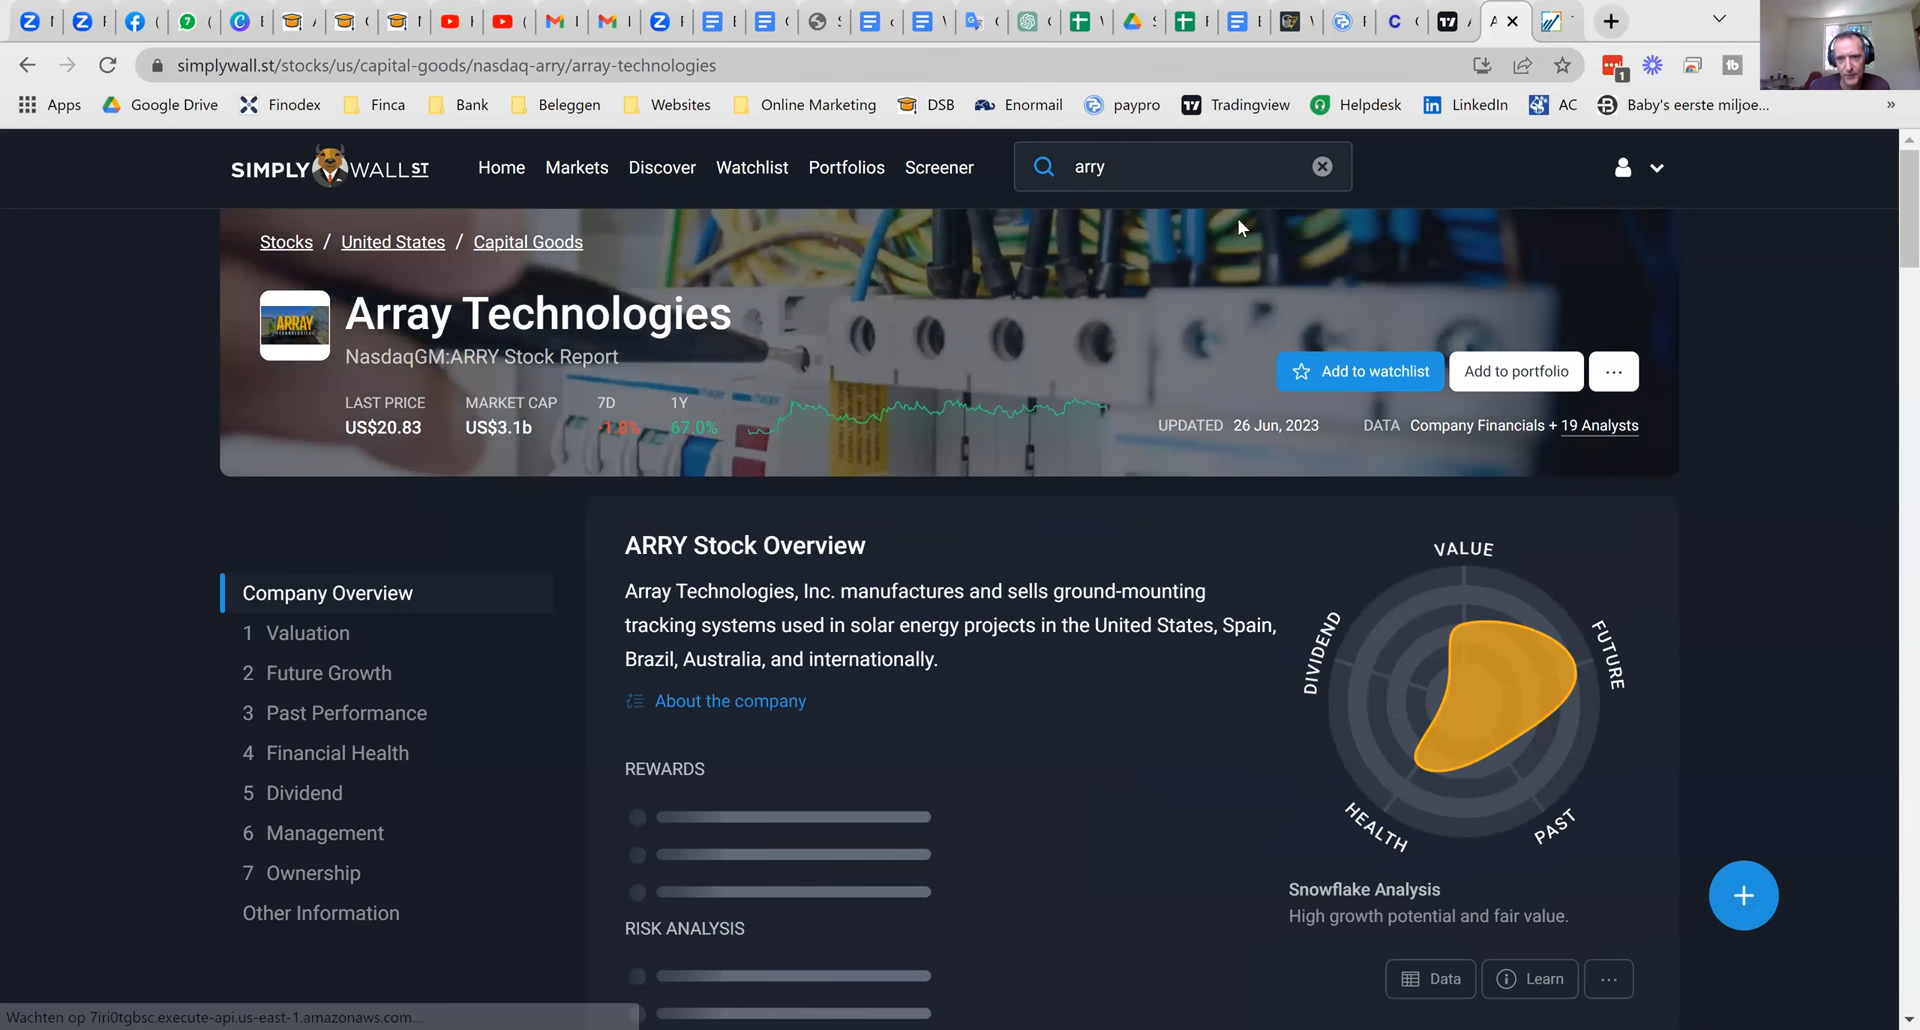 simplywall.st/stocks/us/capital-goods/nasdaq-arry/array-technologies
1
Apps
Google Drive
Finodex
Finca
Bank
Beleggen
Websites
Online Marketing
DSB
Enormail
paypro
Tradingview
Helpdesk
LinkedIn
AC
Baby's eerste miljoe...
»
SIMPLY WALL ST
Home
Markets
Discover
Watchlist
Portfolios
Screener
arry
Stocks / United States / Capital Goods
ARRAY
Array Technologies
NasdaqGM:ARRY Stock Report
Add to watchlist
Add to portfolio
...
LAST PRICE
US$20.83
MARKET CAP
US$3.1b
7D
-1.8%
1Y
67.0%
UPDATED 26 Jun, 2023
DATA Company Financials + 19 Analysts
Company Overview
1 Valuation
2 Future Growth
3 Past Performance
4 Financial Health
5 Dividend
6 Management
7 Ownership
Other Information
ARRY Stock Overview
Array Technologies, Inc. manufactures and sells ground-mounting
tracking systems used in solar energy projects in the United States, Spain,
Brazil, Australia, and internationally.
About the company
REWARDS
RISK ANALYSIS
VALUE
FUTURE
PAST
HEALTH
DIVIDEND
Snowflake Analysis
High growth potential and fair value.
Data
Learn
...
Wachten op 7iri0tgbsc.execute-api.us-east-1.amazonaws.com...